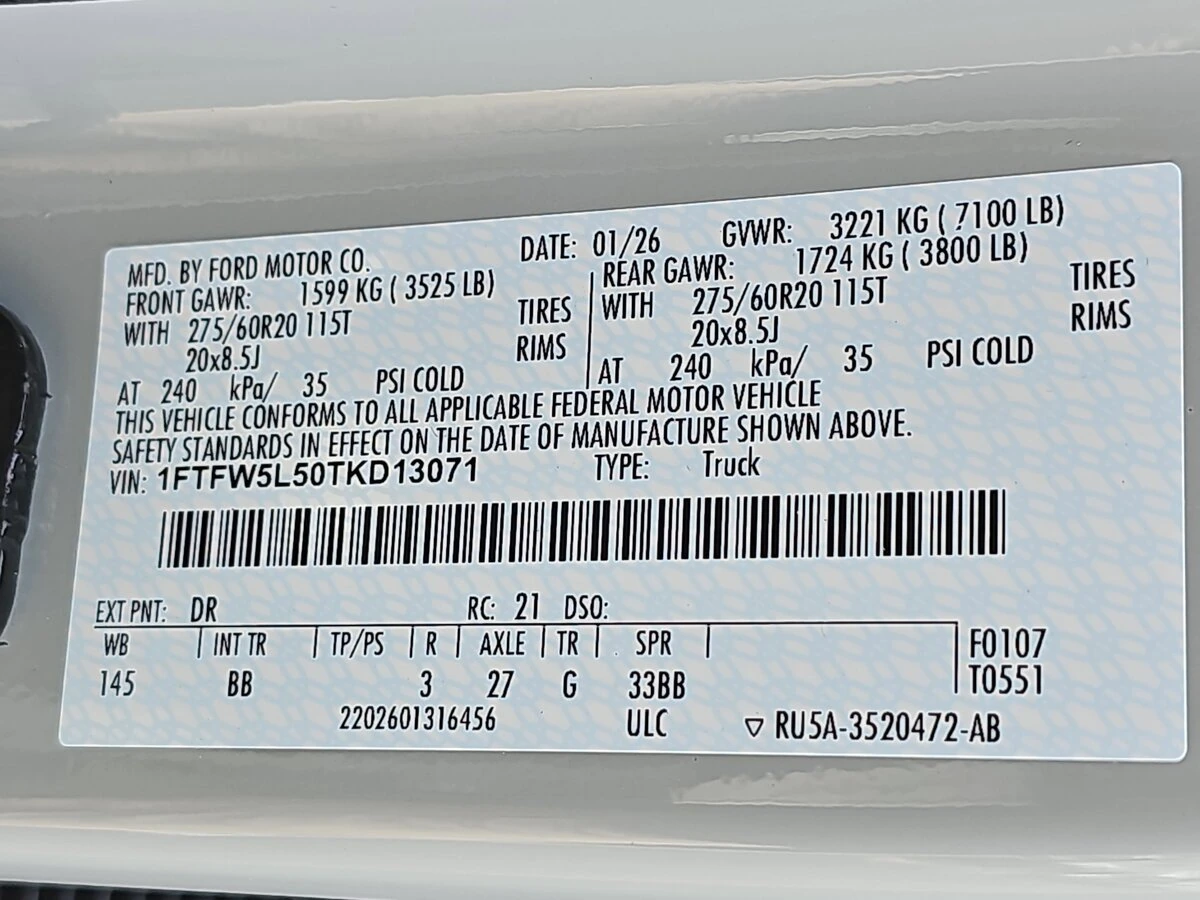 MFD. BY FORD MOTOR CO. DATE: 01/26 GVWR: 3221 KG ( 7100 LB)
FRONT GAWR: 1599 KG ( 3525 LB) REAR GAWR: 1724 KG ( 3800 LB)
WITH 275/60R20 115T TIRES WITH 275/60R20 115T TIRES
20x8.5J RIMS 20x8.5J RIMS
AT 240 kPa/ 35 PSI COLD AT 240 kPa/ 35 PSI COLD
THIS VEHICLE CONFORMS TO ALL APPLICABLE FEDERAL MOTOR VEHICLE
SAFETY STANDARDS IN EFFECT ON THE DATE OF MANUFACTURE SHOWN ABOVE.
VIN: 1FTFW5L50TKD13071 TYPE: Truck
EXT PNT: DR RC: 21 DSO:
WB INT TR TP/PS R AXLE TR SPR F0107
145 BB 3 27 G 33BB T0551
2202601316456 ULC ▽ RU5A-3520472-AB